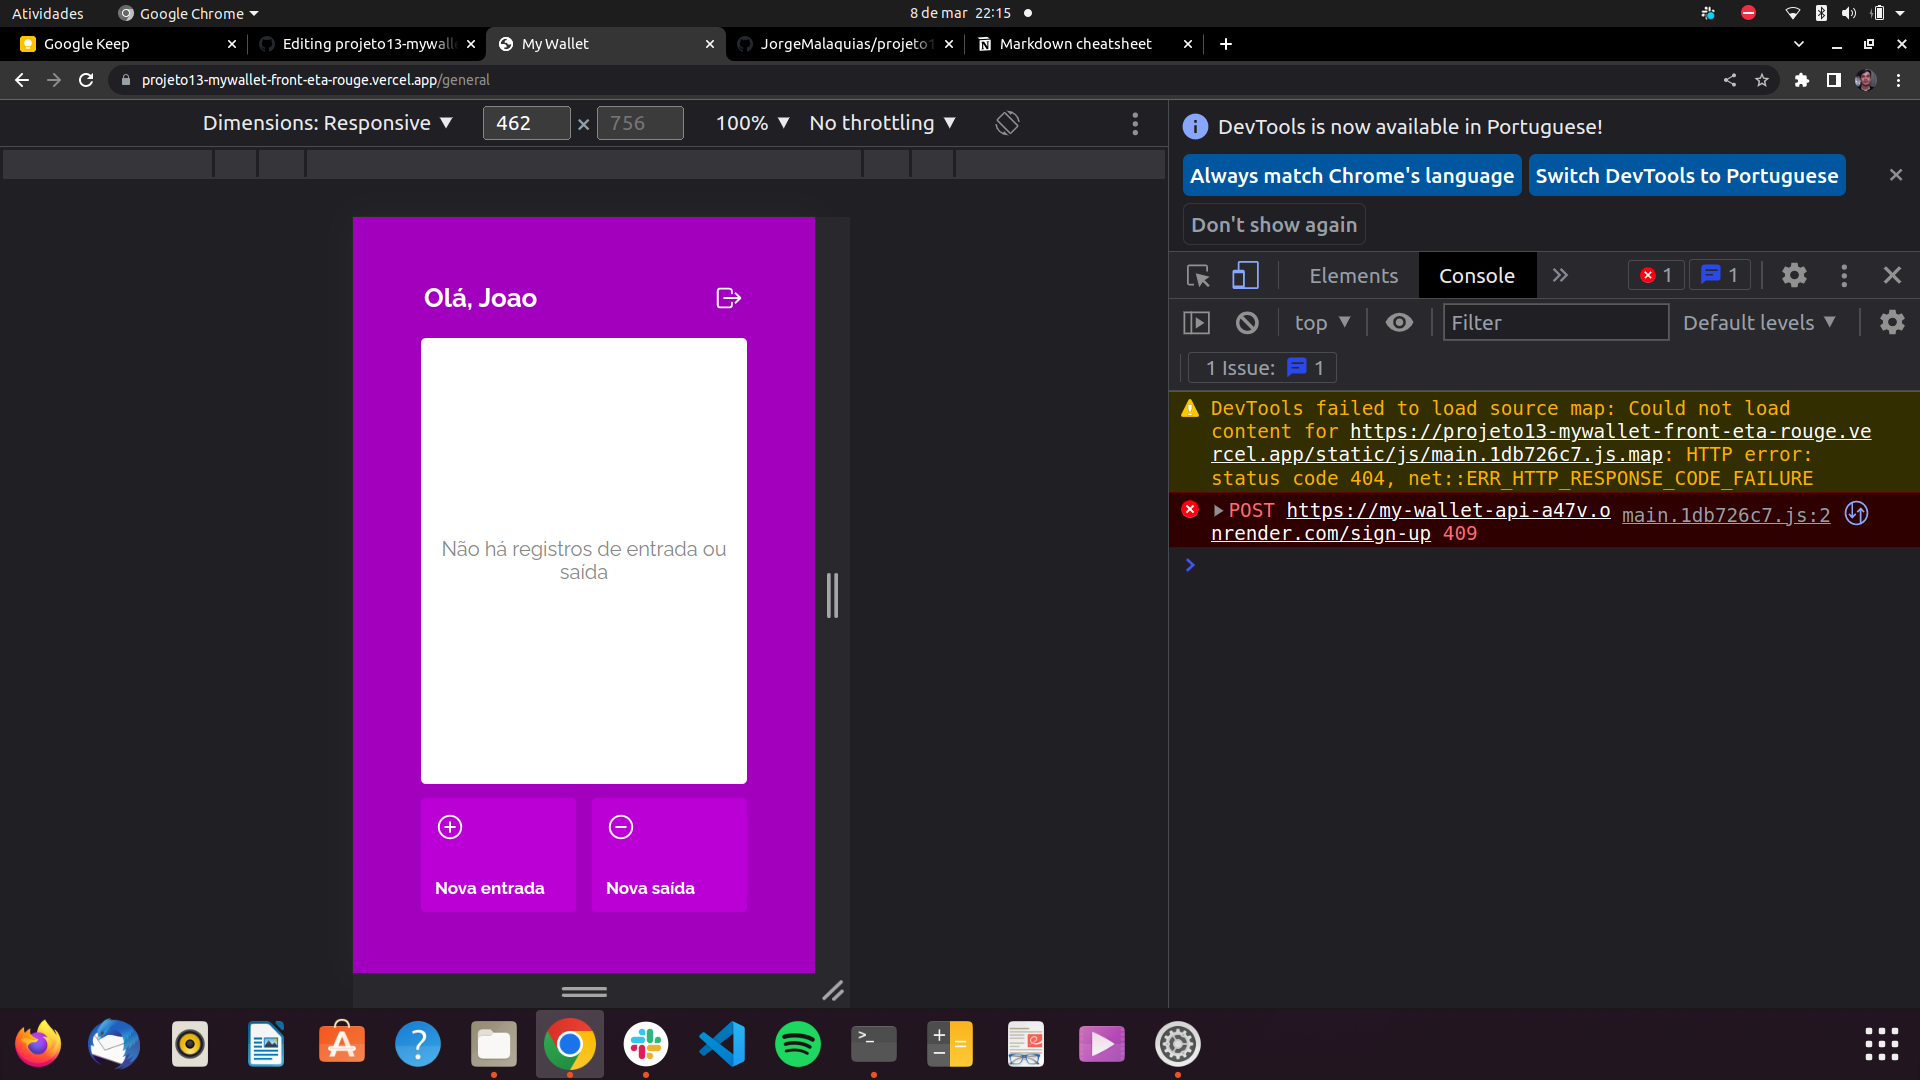 Atividades
Google Chrome
8 de mar 22:15
Google Keep
Editing projeto13-mywall
My Wallet
JorgeMalaquias/projeto1
Markdown cheatsheet
projeto13-mywallet-front-eta-rouge.vercel.app/general
Dimensions: Responsive
462
×
756
100%
No throttling
DevTools is now available in Portuguese!
Always match Chrome's language
Switch DevTools to Portuguese
Don't show again
Elements
Console
1
1
top
Filter
Default levels
1 Issue:
1
DevTools failed to load source map: Could not load
content for https://projeto13-mywallet-front-eta-rouge.ve
rcel.app/static/js/main.1db726c7.js.map: HTTP error:
status code 404, net::ERR_HTTP_RESPONSE_CODE_FAILURE
POST https://my-wallet-api-a47v.o
main.1db726c7.js:2
nrender.com/sign-up 409
Olá, Joao
Não há registros de entrada ou
saída
Nova entrada
Nova saída